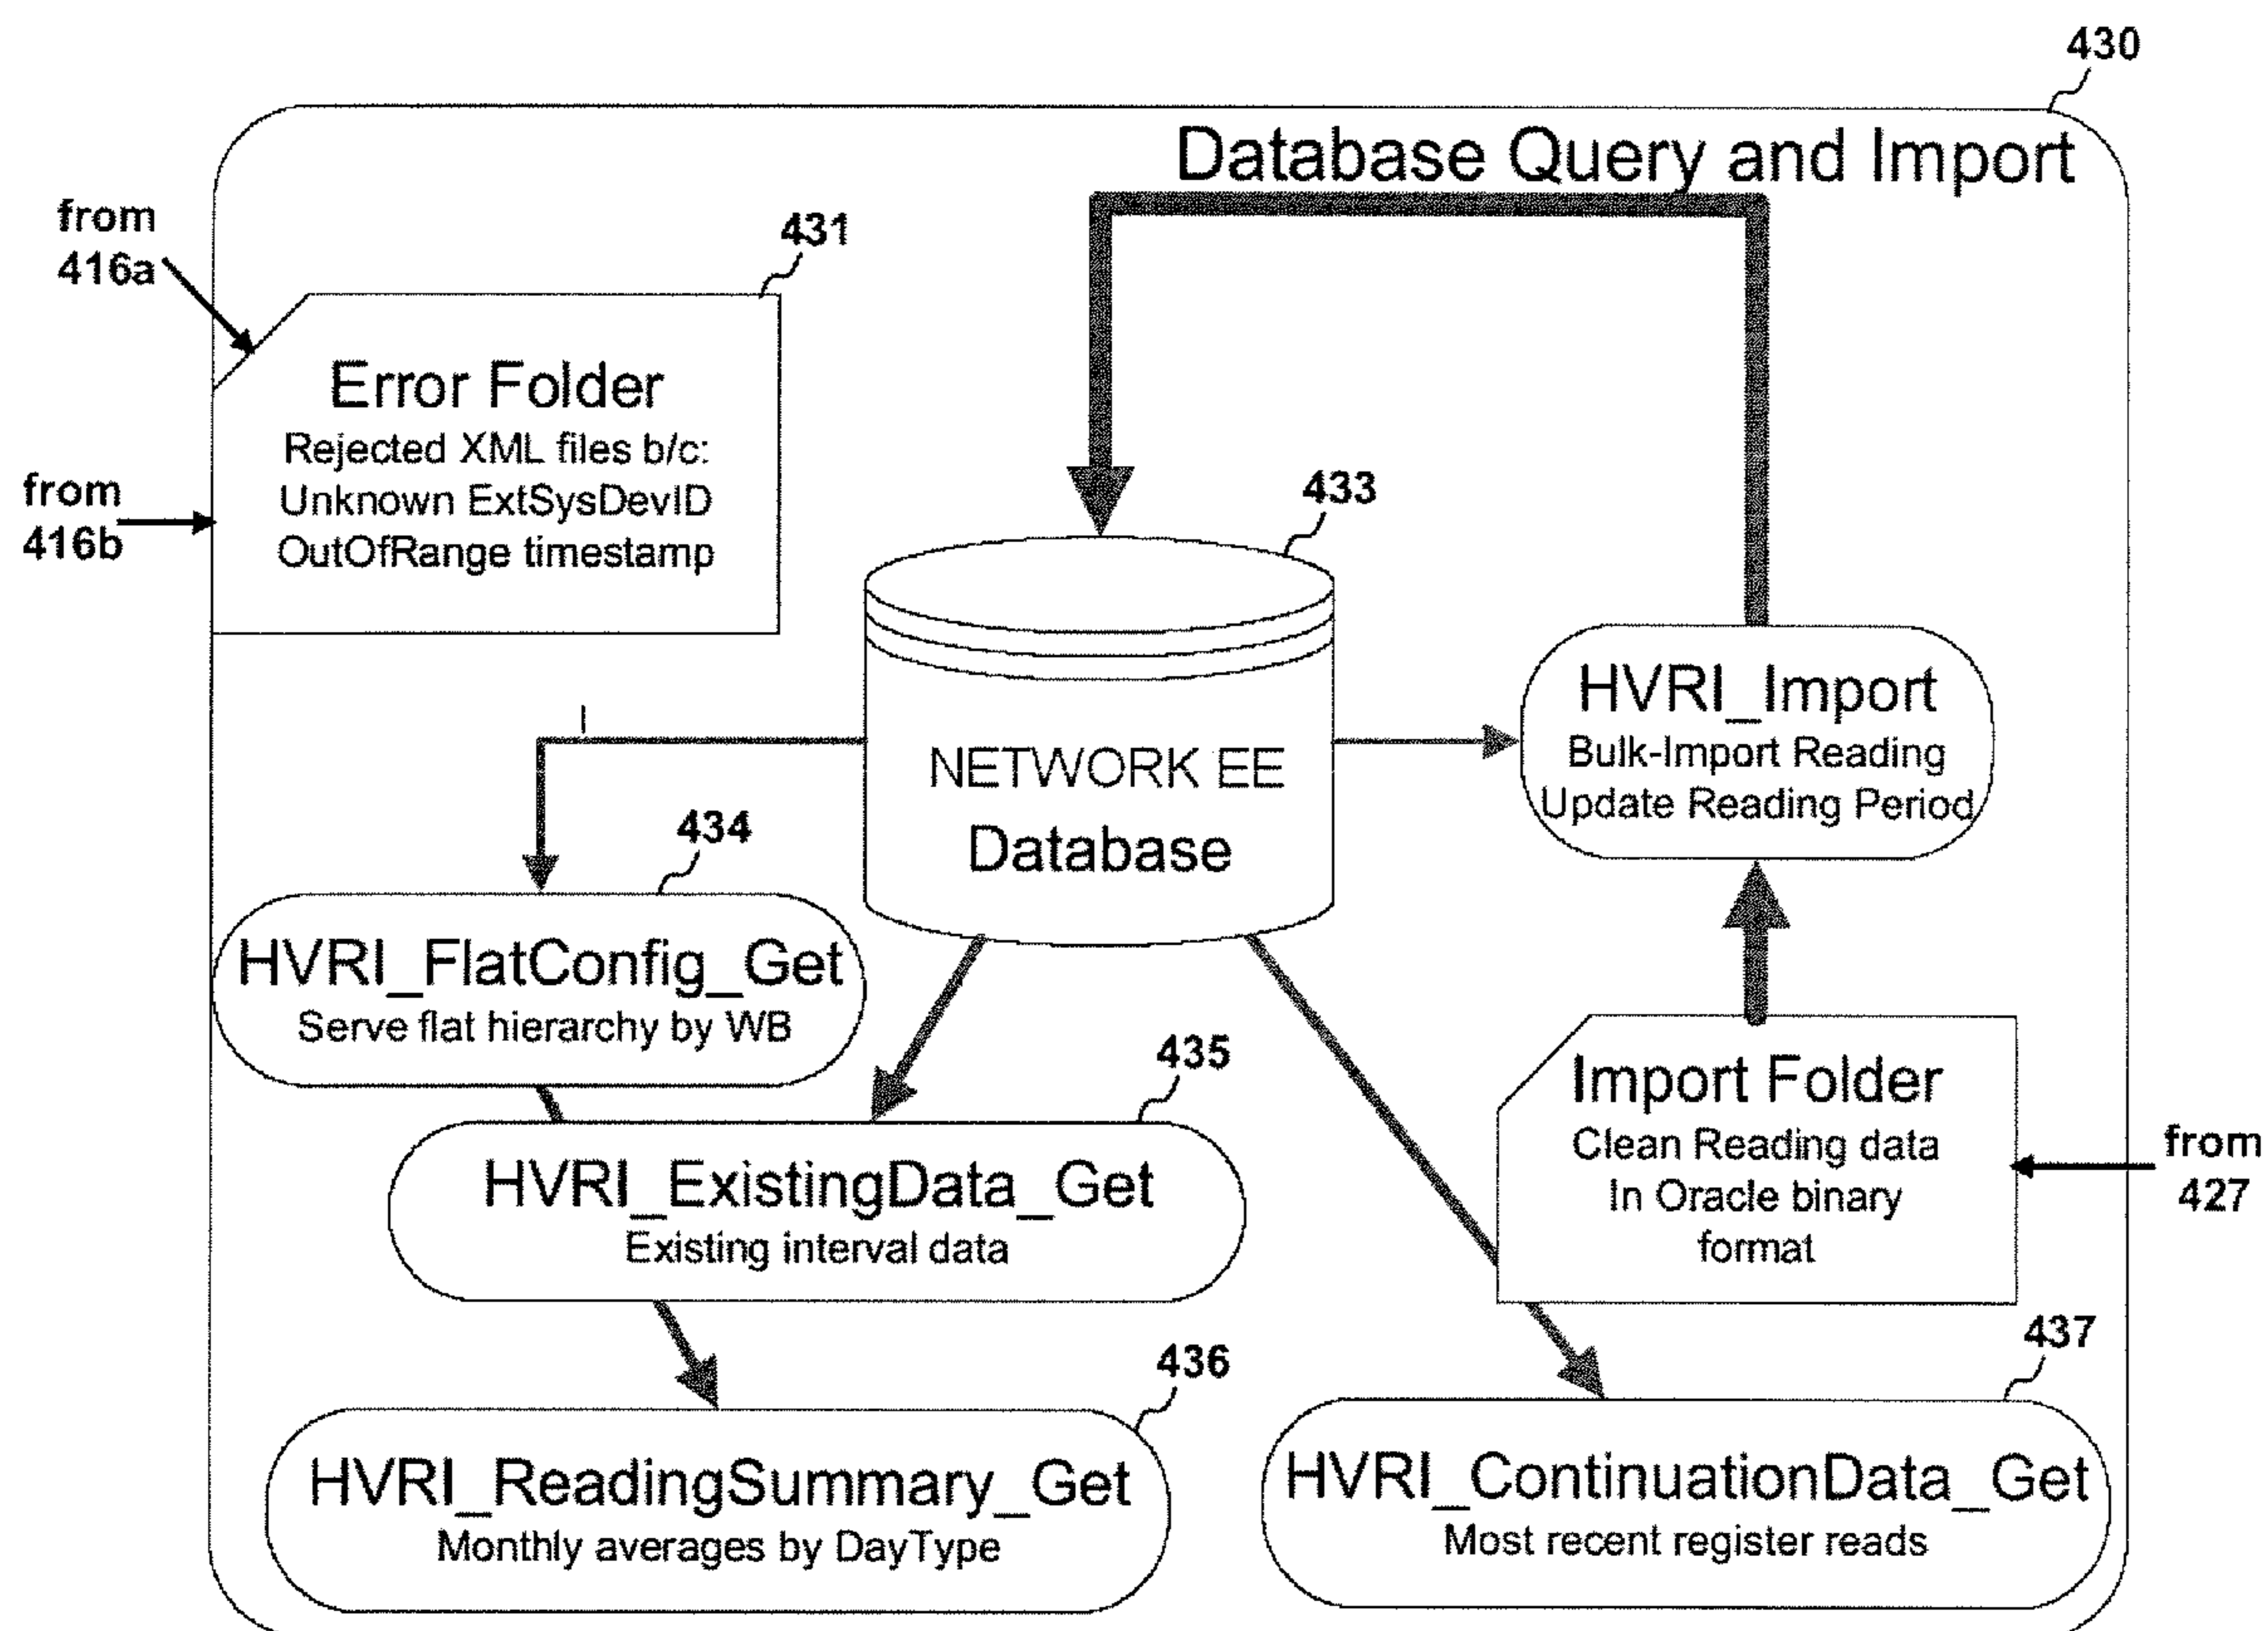 430
Database Query and Import
from
416a
431
Error Folder
Rejected XML files b/c:
Unknown ExtSysDevID
OutOfRange timestamp
from
416b
433
NETWORK EE
Database
HVRI_Import
Bulk-Import Reading
Update Reading Period
434
HVRI_FlatConfig_Get
Serve flat hierarchy by WB
435
HVRI_ExistingData_Get
Existing interval data
Import Folder
Clean Reading data
In Oracle binary
format
from
427
436
HVRI_ReadingSummary_Get
Monthly averages by DayType
437
HVRI_ContinuationData_Get
Most recent register reads